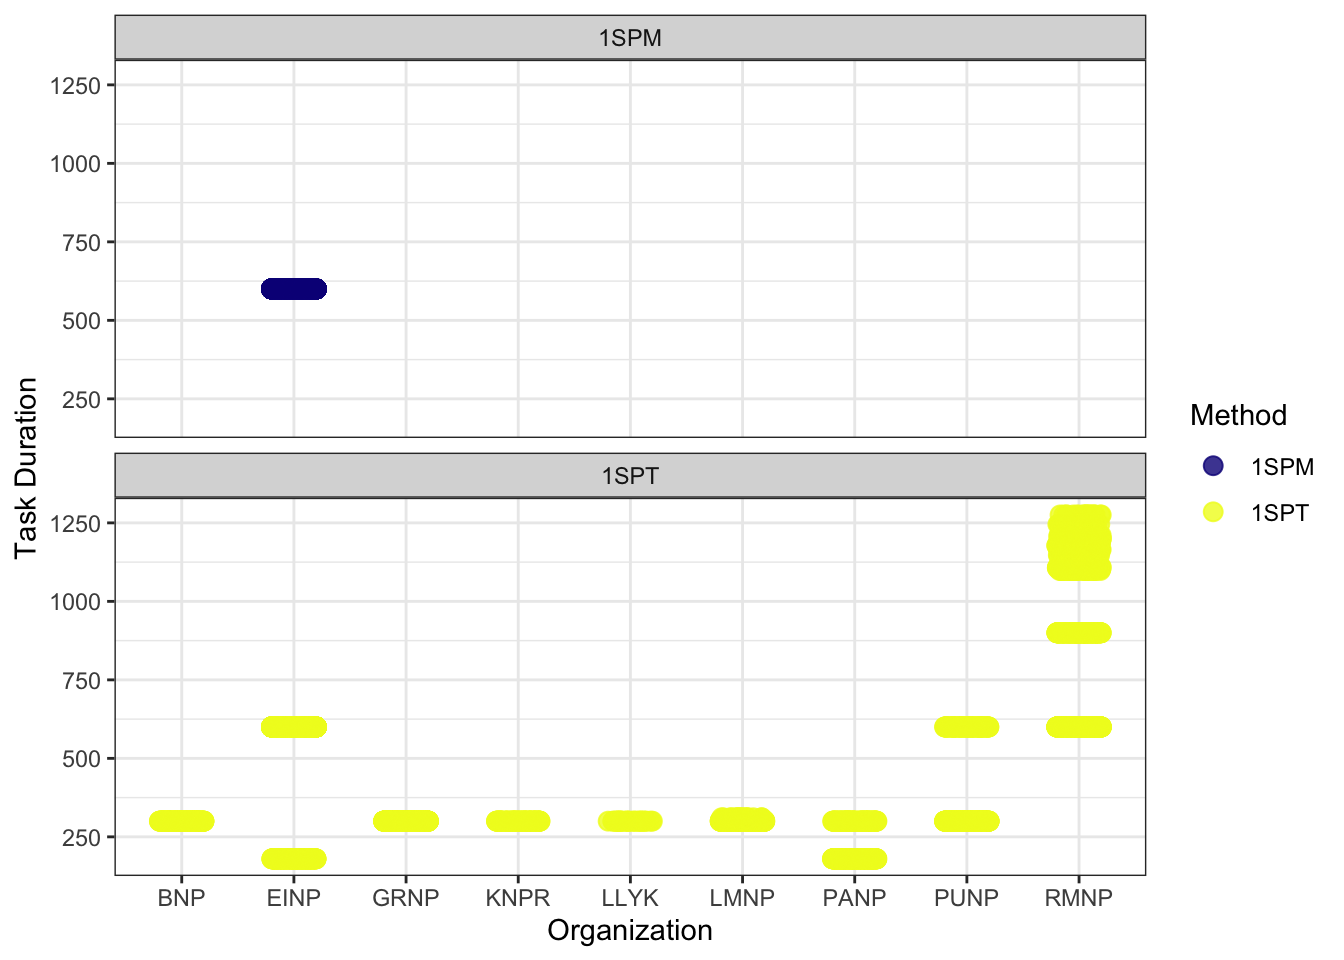 1SPM
1250
1000
750
500
250
1SPT
1250
1000
750
500
250
BNP EINP GRNP KNPR LLYK LMNP PANP PUNP RMNP
Organization
Task Duration
Method
1SPM
1SPT